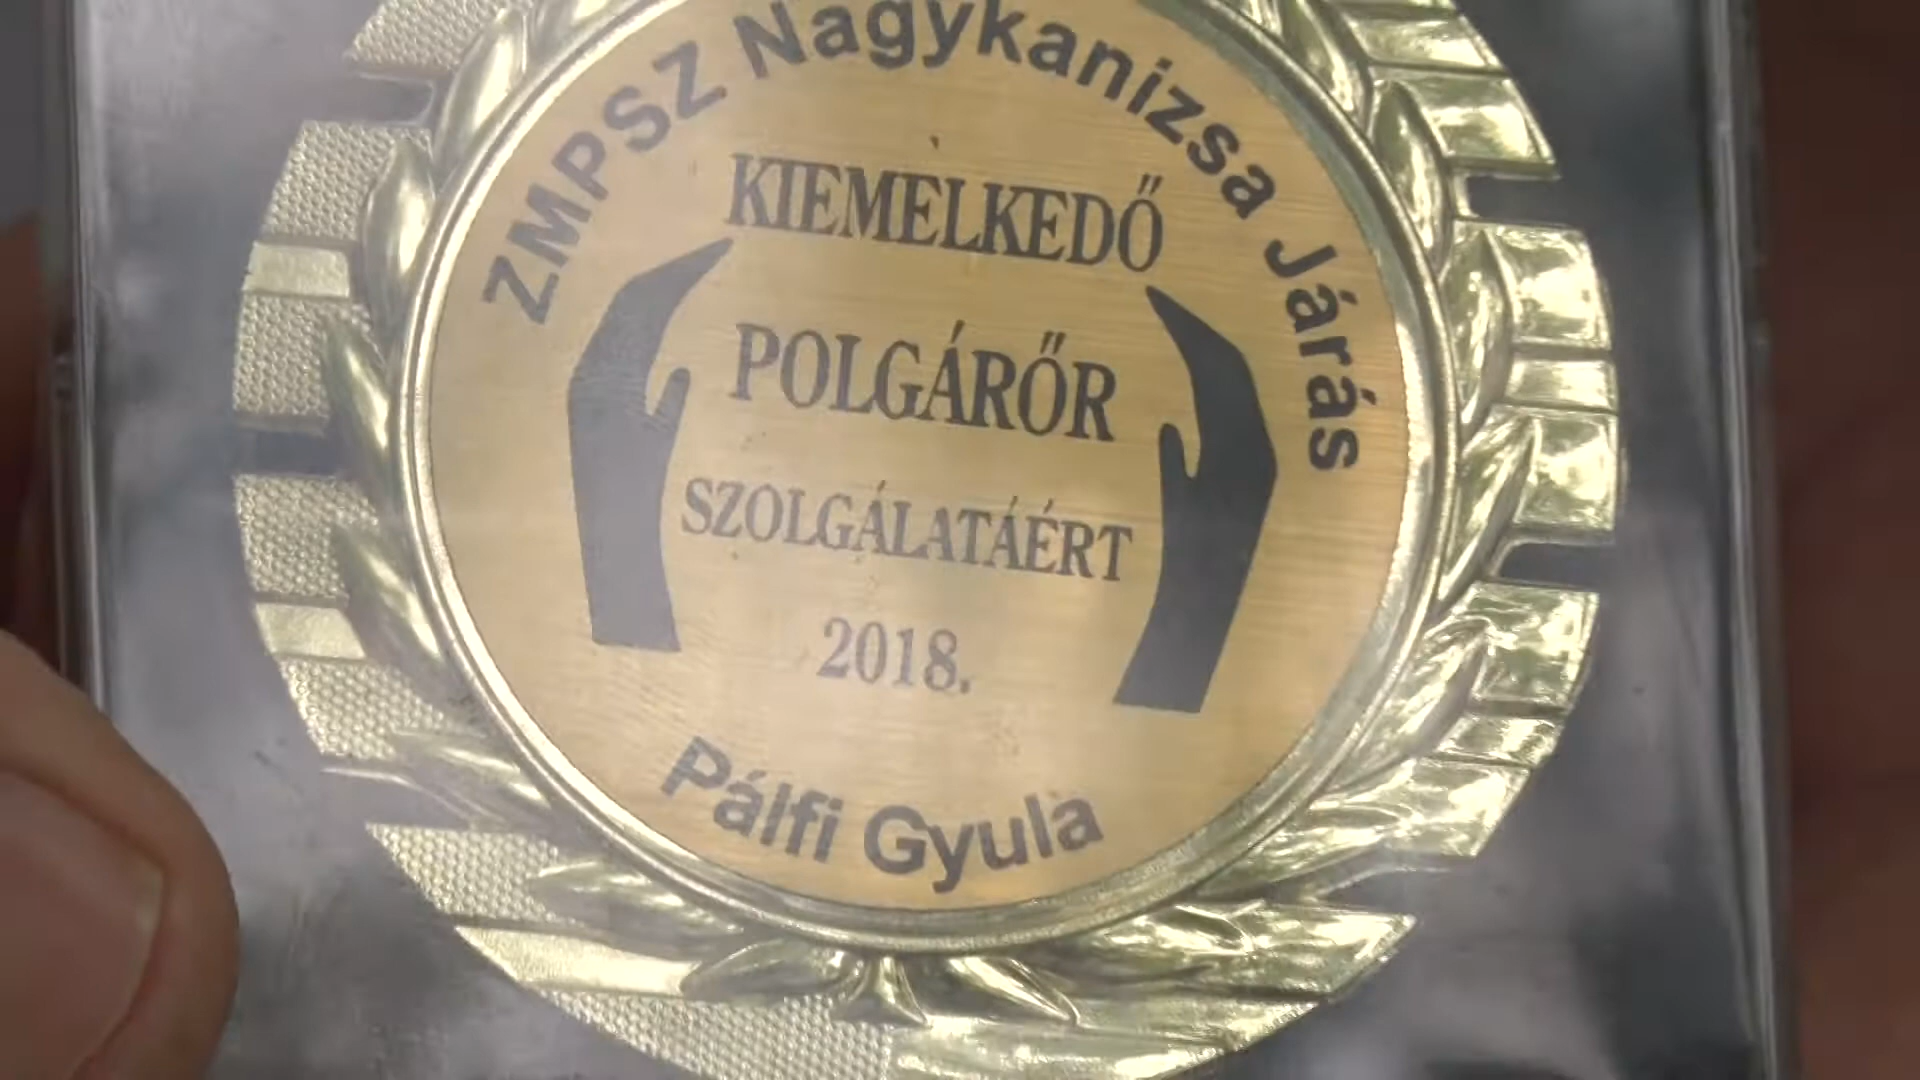 ZMPSZ Nagykanizsa Járás
KIEMELKEDŐ
POLGÁRŐR
SZOLGÁLATÁÉRT
2018.
Pálfi Gyula